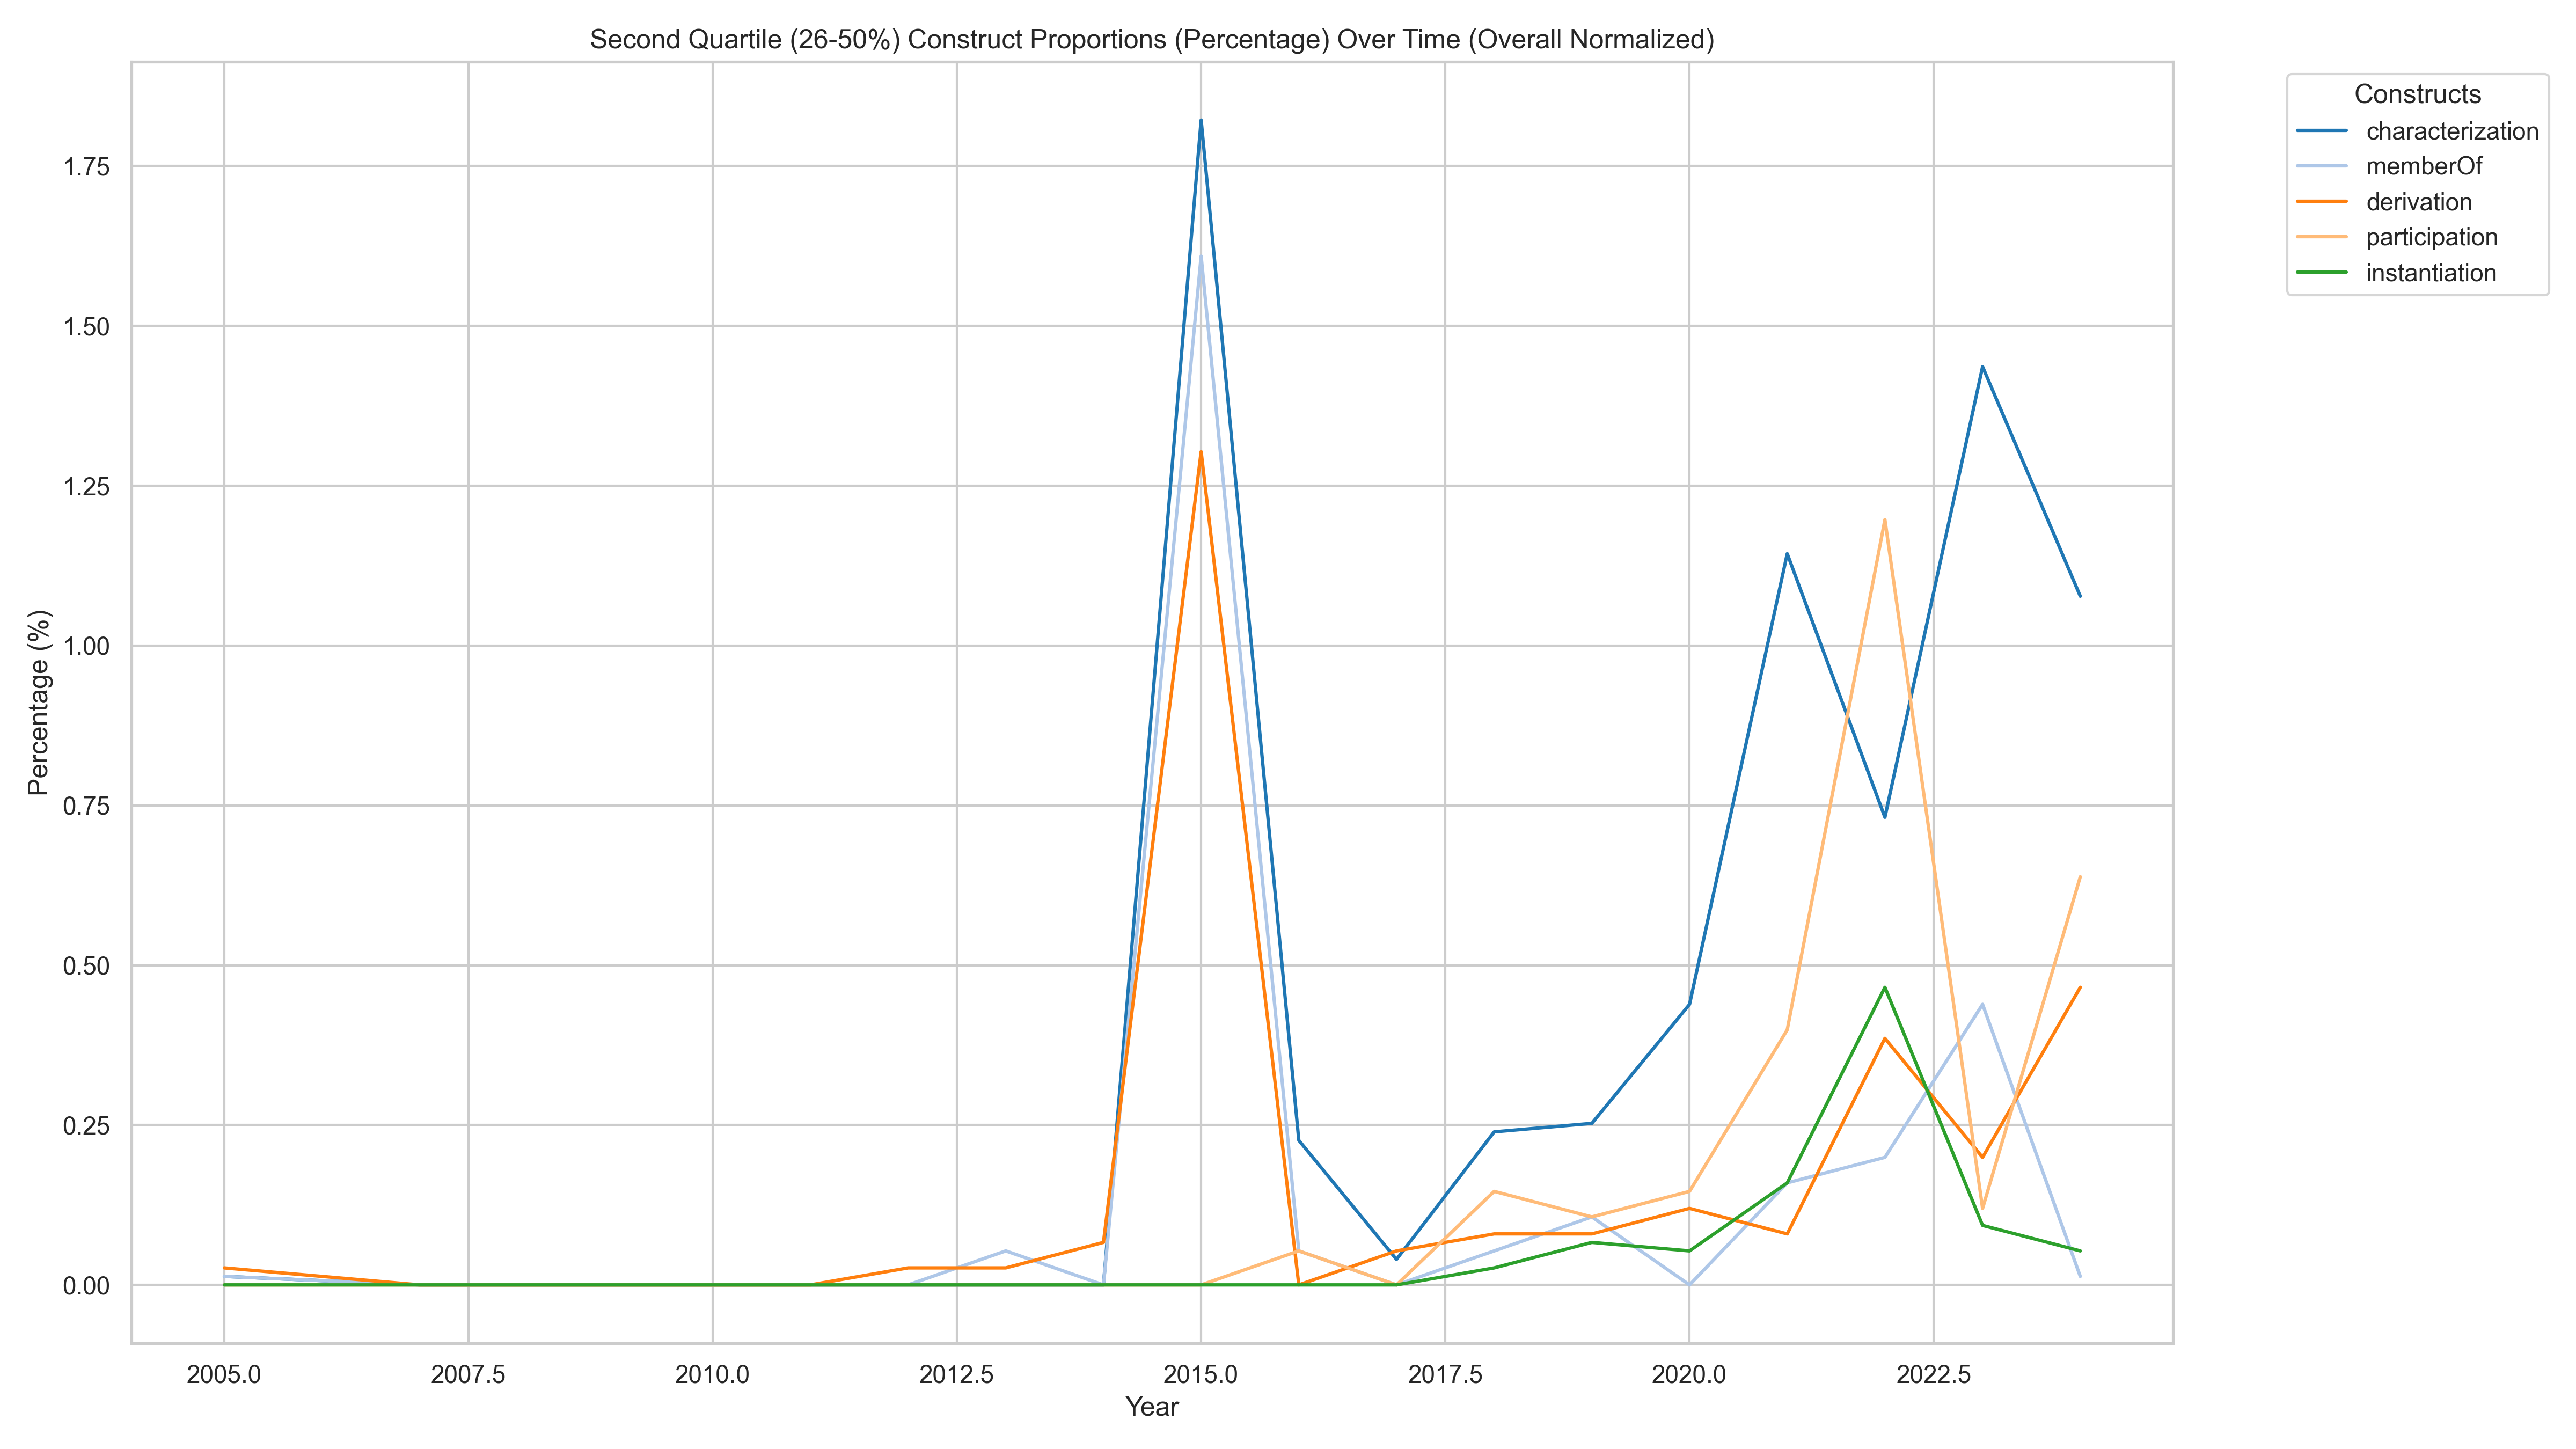 Second Quartile (26-50%) Construct Proportions (Percentage) Over Time (Overall Normalized)
Constructs
characterization
memberOf
derivation
participation
instantiation
Percentage (%)
1.75
1.50
1.25
1.00
0.75
0.50
0.25
0.00
2005.0 2007.5 2010.0 2012.5 2015.0 2017.5 2020.0 2022.5
Year